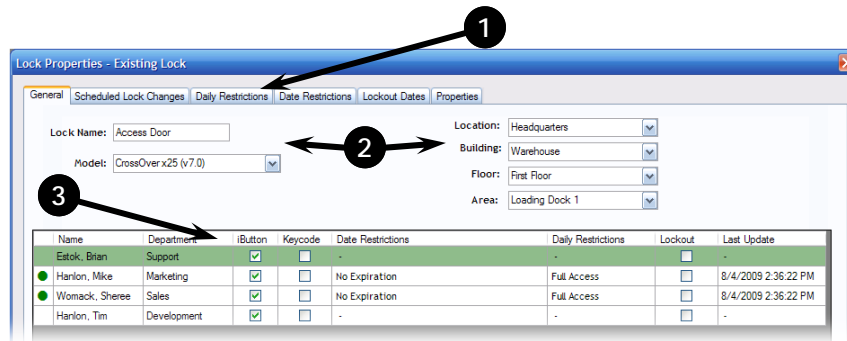 1
Lock Properties - Existing Lock
General Scheduled Lock Changes Daily Restrictions Date Restrictions Lockout Dates Properties
Lock Name: Access Door Location: Headquarters
2 Building: Warehouse
Model: CrossOver x25 (v7.0) Floor: First Floor
3 Area: Loading Dock 1
Name Department iButton Keycode Date Restrictions Daily Restrictions Lockout Last Update
Estok, Brian Support - - -
Hanlon, Mike Marketing No Expiration Full Access 8/4/2009 2:36:22 PM
Womack, Sheree Sales No Expiration Full Access 8/4/2009 2:36:22 PM
Hanlon, Tim Development - - -